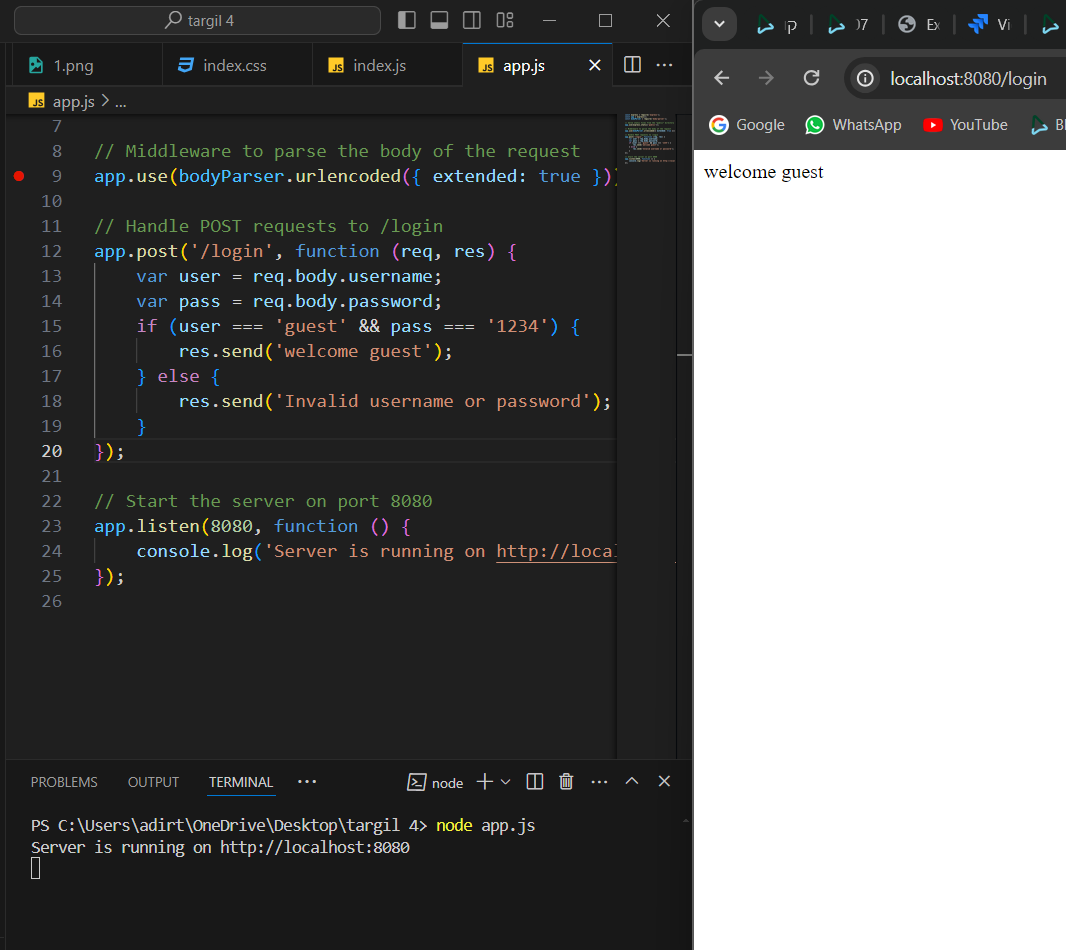 targil 4
1.png
index.css
index.js
app.js
app.js > ...
7
8 // Middleware to parse the body of the request
9 app.use(bodyParser.urlencoded({ extended: true }))
10
11 // Handle POST requests to /login
12 app.post('/login', function (req, res) {
13 var user = req.body.username;
14 var pass = req.body.password;
15 if (user === 'guest' && pass === '1234') {
16 res.send('welcome guest');
17 } else {
18 res.send('Invalid username or password');
19 }
20 });
21
22 // Start the server on port 8080
23 app.listen(8080, function () {
24 console.log('Server is running on http://local
25 });
26
PROBLEMS OUTPUT TERMINAL ...
node
PS C:\Users\adirt\OneDrive\Desktop\targil 4> node app.js
Server is running on http://localhost:8080
קו
Ex
Vi
localhost:8080/login
Google WhatsApp YouTube
welcome guest